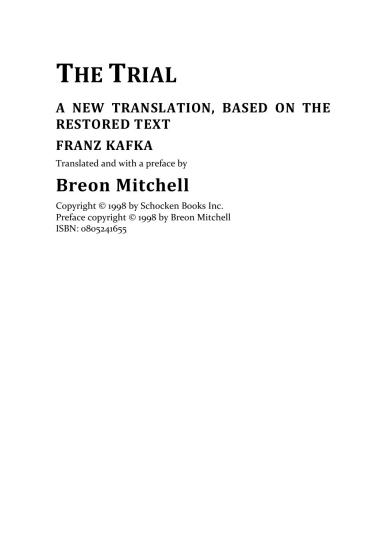 THE TRIAL
A NEW TRANSLATION, BASED ON THE
RESTORED TEXT
FRANZ KAFKA
Translated and with a preface by
Breon Mitchell
Copyright © 1998 by Schocken Books Inc.
Preface copyright © 1998 by Breon Mitchell
ISBN: 0805241655